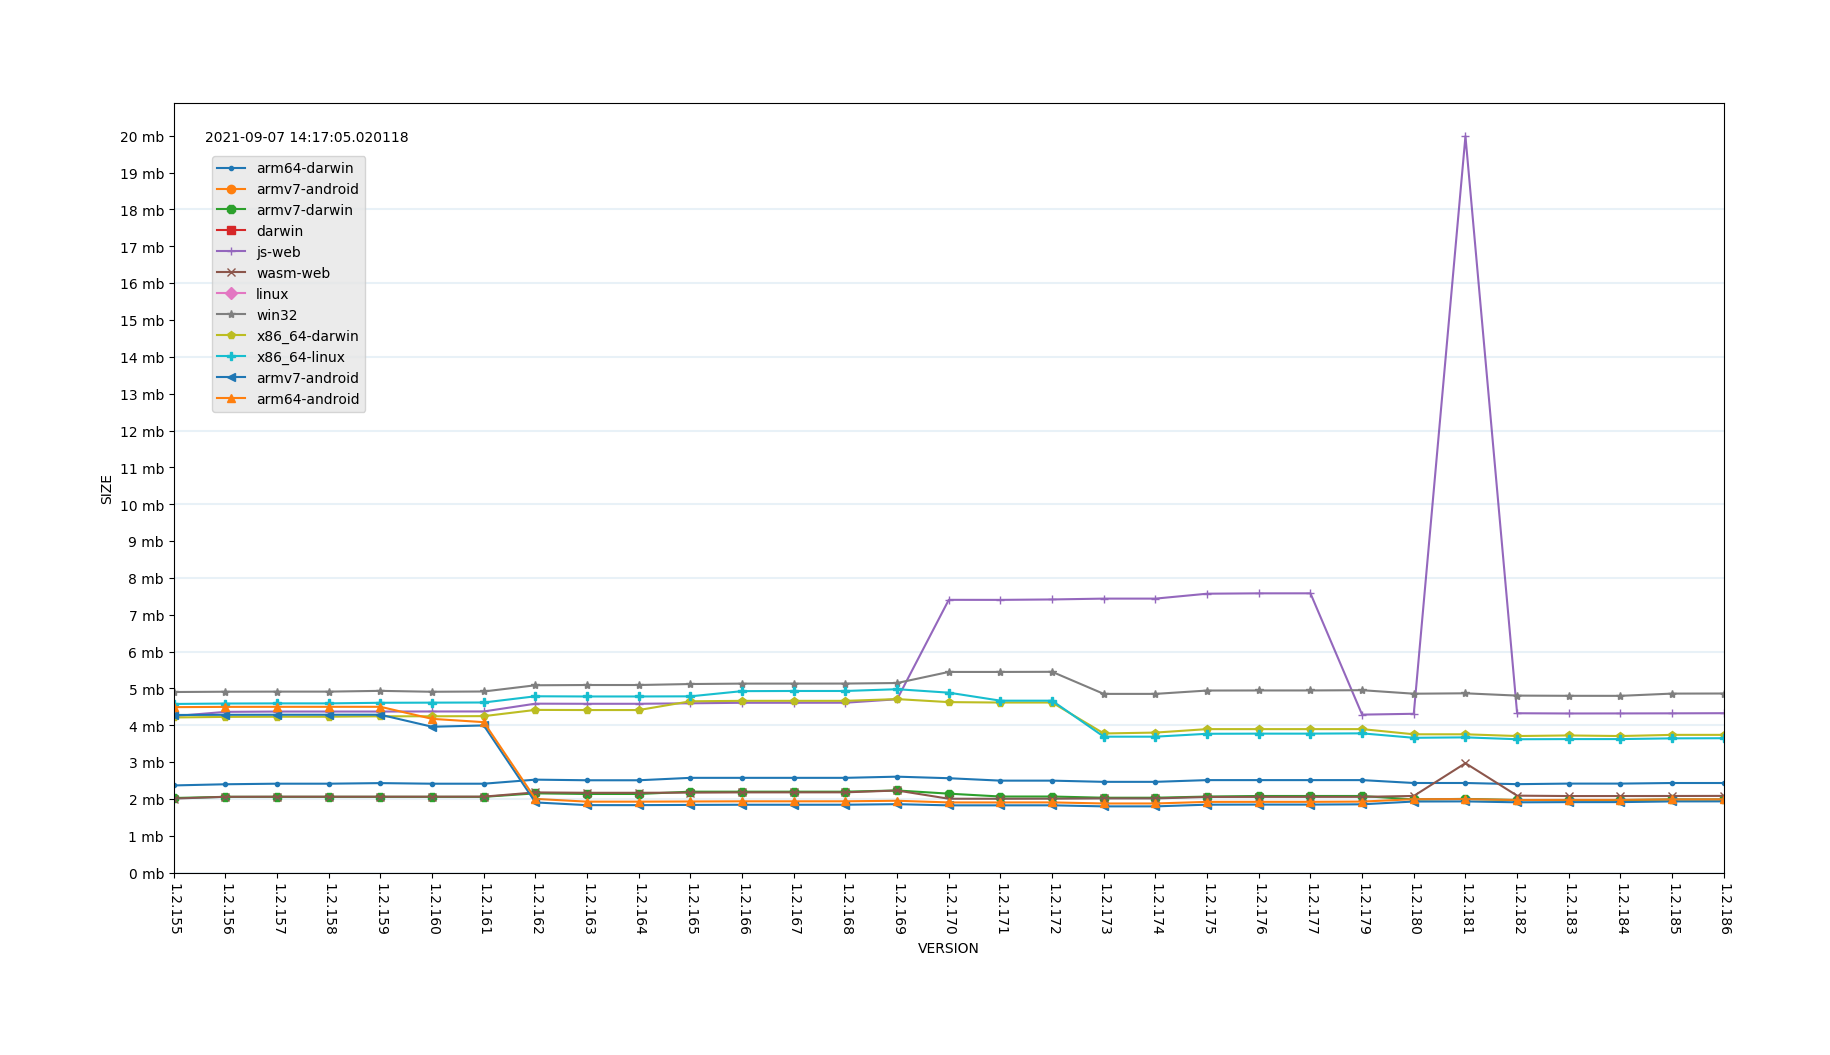 2021-09-07 14:17:05.020118
arm64-darwin
armv7-android
armv7-darwin
darwin
js-web
wasm-web
linux
win32
x86_64-darwin
x86_64-linux
armv7-android
arm64-android
20 mb
19 mb
18 mb
17 mb
16 mb
15 mb
14 mb
13 mb
12 mb
11 mb
10 mb
9 mb
8 mb
7 mb
6 mb
5 mb
4 mb
3 mb
2 mb
1 mb
0 mb
SIZE
1.2.155
1.2.156
1.2.157
1.2.158
1.2.159
1.2.160
1.2.161
1.2.162
1.2.163
1.2.164
1.2.165
1.2.166
1.2.167
1.2.168
1.2.169
1.2.170
1.2.171
1.2.172
1.2.173
1.2.174
1.2.175
1.2.176
1.2.177
1.2.179
1.2.180
1.2.181
1.2.182
1.2.183
1.2.184
1.2.185
1.2.186
VERSION